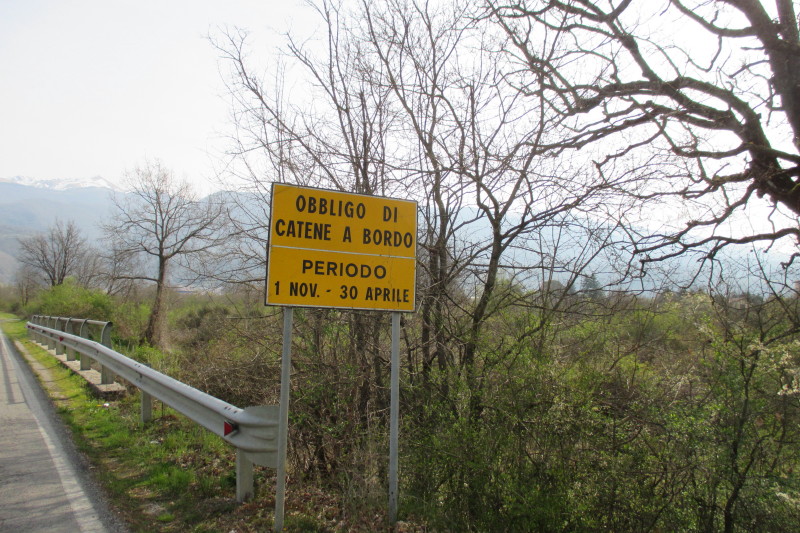 OBBLIGO DI
CATENE A BORDO
PERIODO
1 NOV. - 30 APRILE